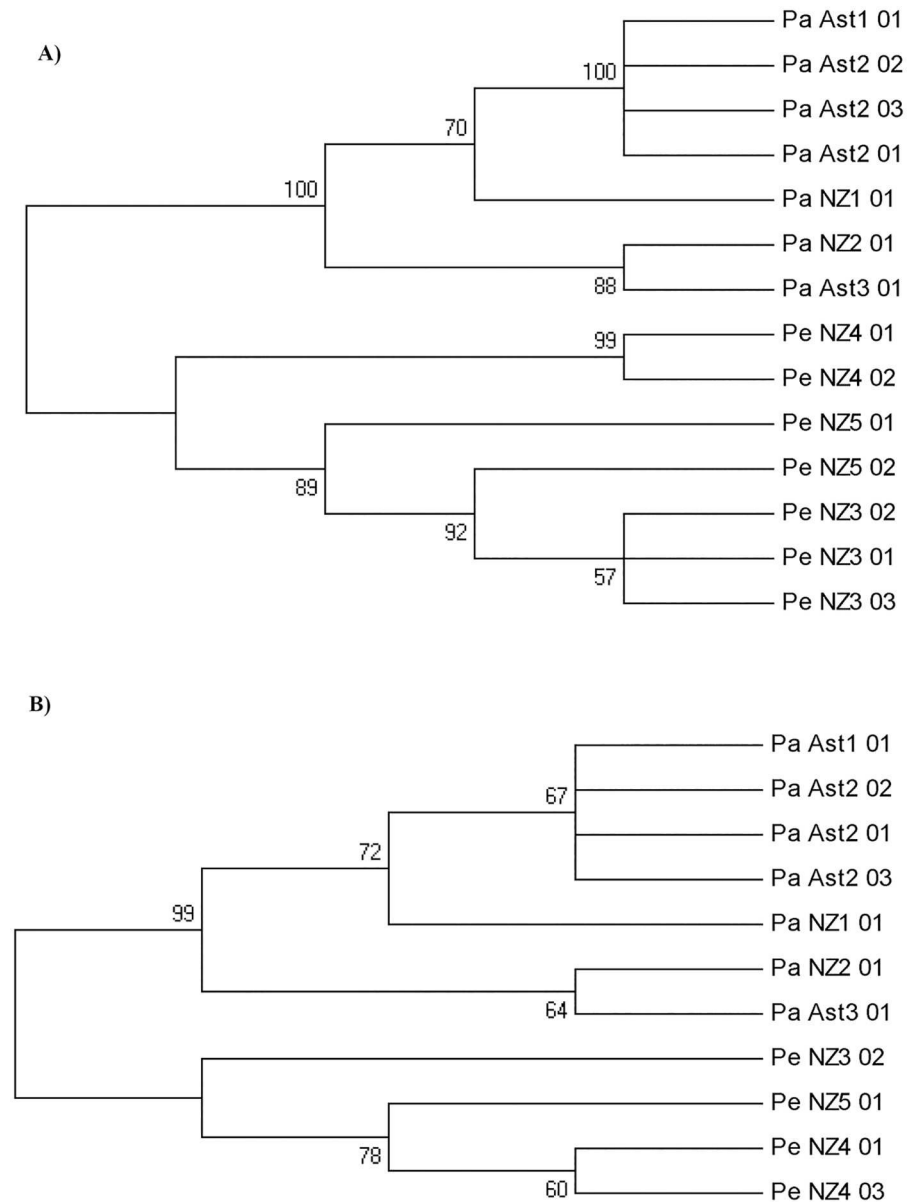 A)
Pa Ast1 01
Pa Ast2 02
100
Pa Ast2 03
70
Pa Ast2 01
100
Pa NZ1 01
Pa NZ2 01
88
Pa Ast3 01
Pe NZ4 01
99
Pe NZ4 02
Pe NZ5 01
89
Pe NZ5 02
92
Pe NZ3 02
Pe NZ3 01
57
Pe NZ3 03
B)
Pa Ast1 01
67
Pa Ast2 02
Pa Ast2 01
72
Pa Ast2 03
99
Pa NZ1 01
Pa NZ2 01
64
Pa Ast3 01
Pe NZ3 02
Pe NZ5 01
78
Pe NZ4 01
60
Pe NZ4 03